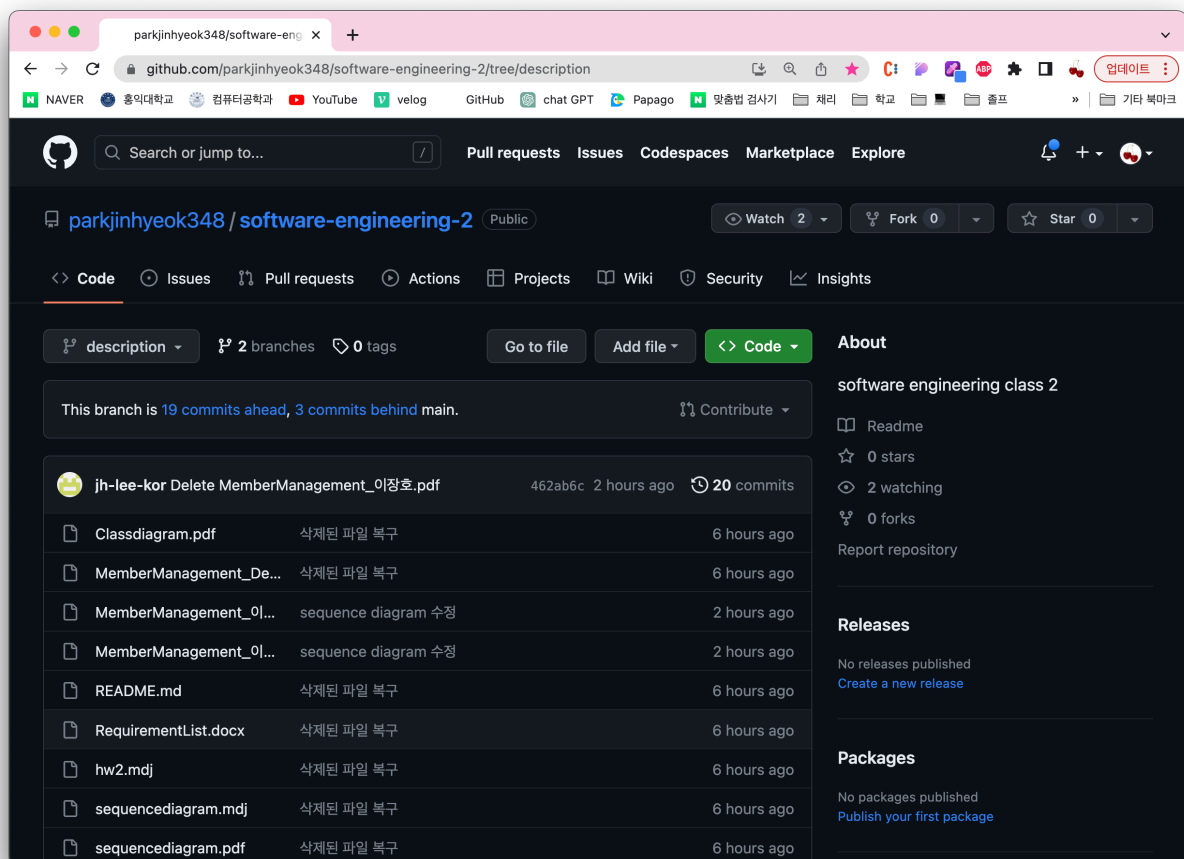 parkjinhyeok348/software-eng
github.com/parkjinhyeok348/software-engineering-2/tree/description
ABP
업데이트
NAVER 홍익대학교 컴퓨터공학과 YouTube velog GitHub chat GPT Papago 맞춤법 검사기 채리 학교 졸프 » 기타 북마크
Search or jump to... / Pull requests Issues Codespaces Marketplace Explore
parkjinhyeok348 / software-engineering-2 Public Watch 2 Fork 0 Star 0
Code Issues Pull requests Actions Projects Wiki Security Insights
description 2 branches 0 tags Go to file Add file Code
This branch is 19 commits ahead, 3 commits behind main. Contribute
jh-lee-kor Delete MemberManagement_이장호.pdf 462ab6c 2 hours ago 20 commits
Classdiagram.pdf 삭제된 파일 복구 6 hours ago
MemberManagement_De... 삭제된 파일 복구 6 hours ago
MemberManagement_이... sequence diagram 수정 2 hours ago
MemberManagement_이... sequence diagram 수정 2 hours ago
README.md 삭제된 파일 복구 6 hours ago
RequirementList.docx 삭제된 파일 복구 6 hours ago
hw2.mdj 삭제된 파일 복구 6 hours ago
sequencediagram.mdj 삭제된 파일 복구 6 hours ago
sequencediagram.pdf 삭제된 파일 복구 6 hours ago
About
software engineering class 2
Readme
0 stars
2 watching
0 forks
Report repository
Releases
No releases published
Create a new release
Packages
No packages published
Publish your first package